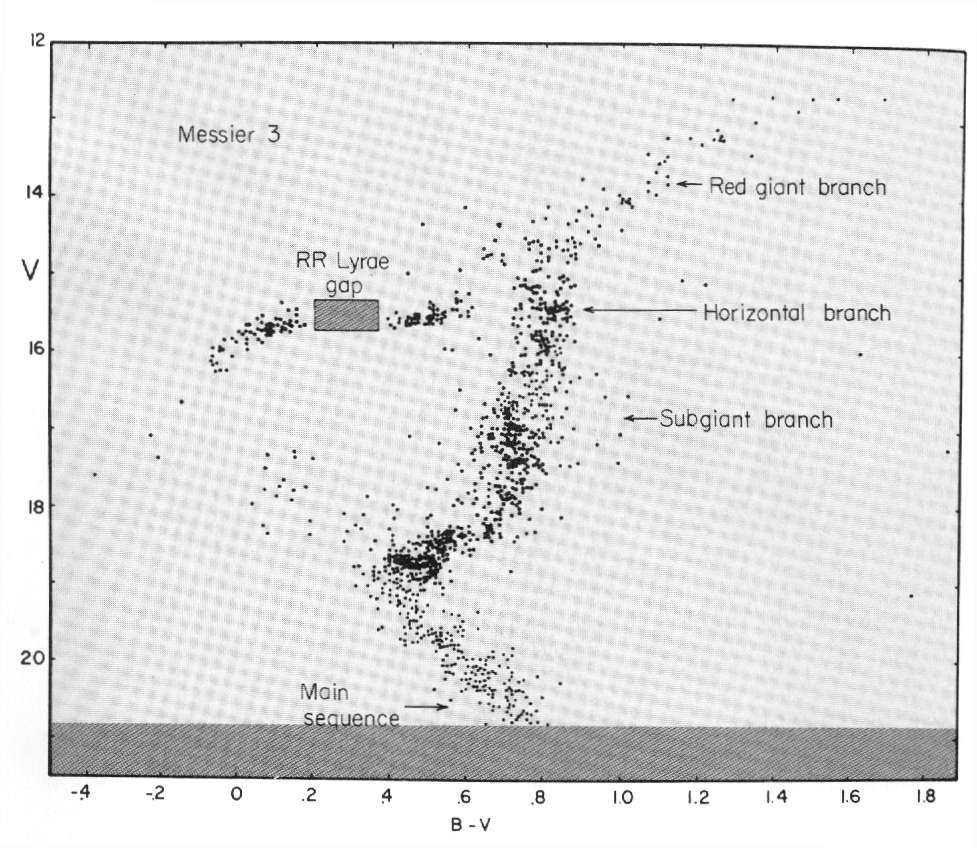 12
Messier 3
14
Red giant branch
V
RR Lyrae
gap
Horizontal branch
16
Subgiant branch
18
20
Main
sequence
-.4
-.2
0
.2
.4
.6
.8
1.0
1.2
1.4
1.6
1.8
B-V